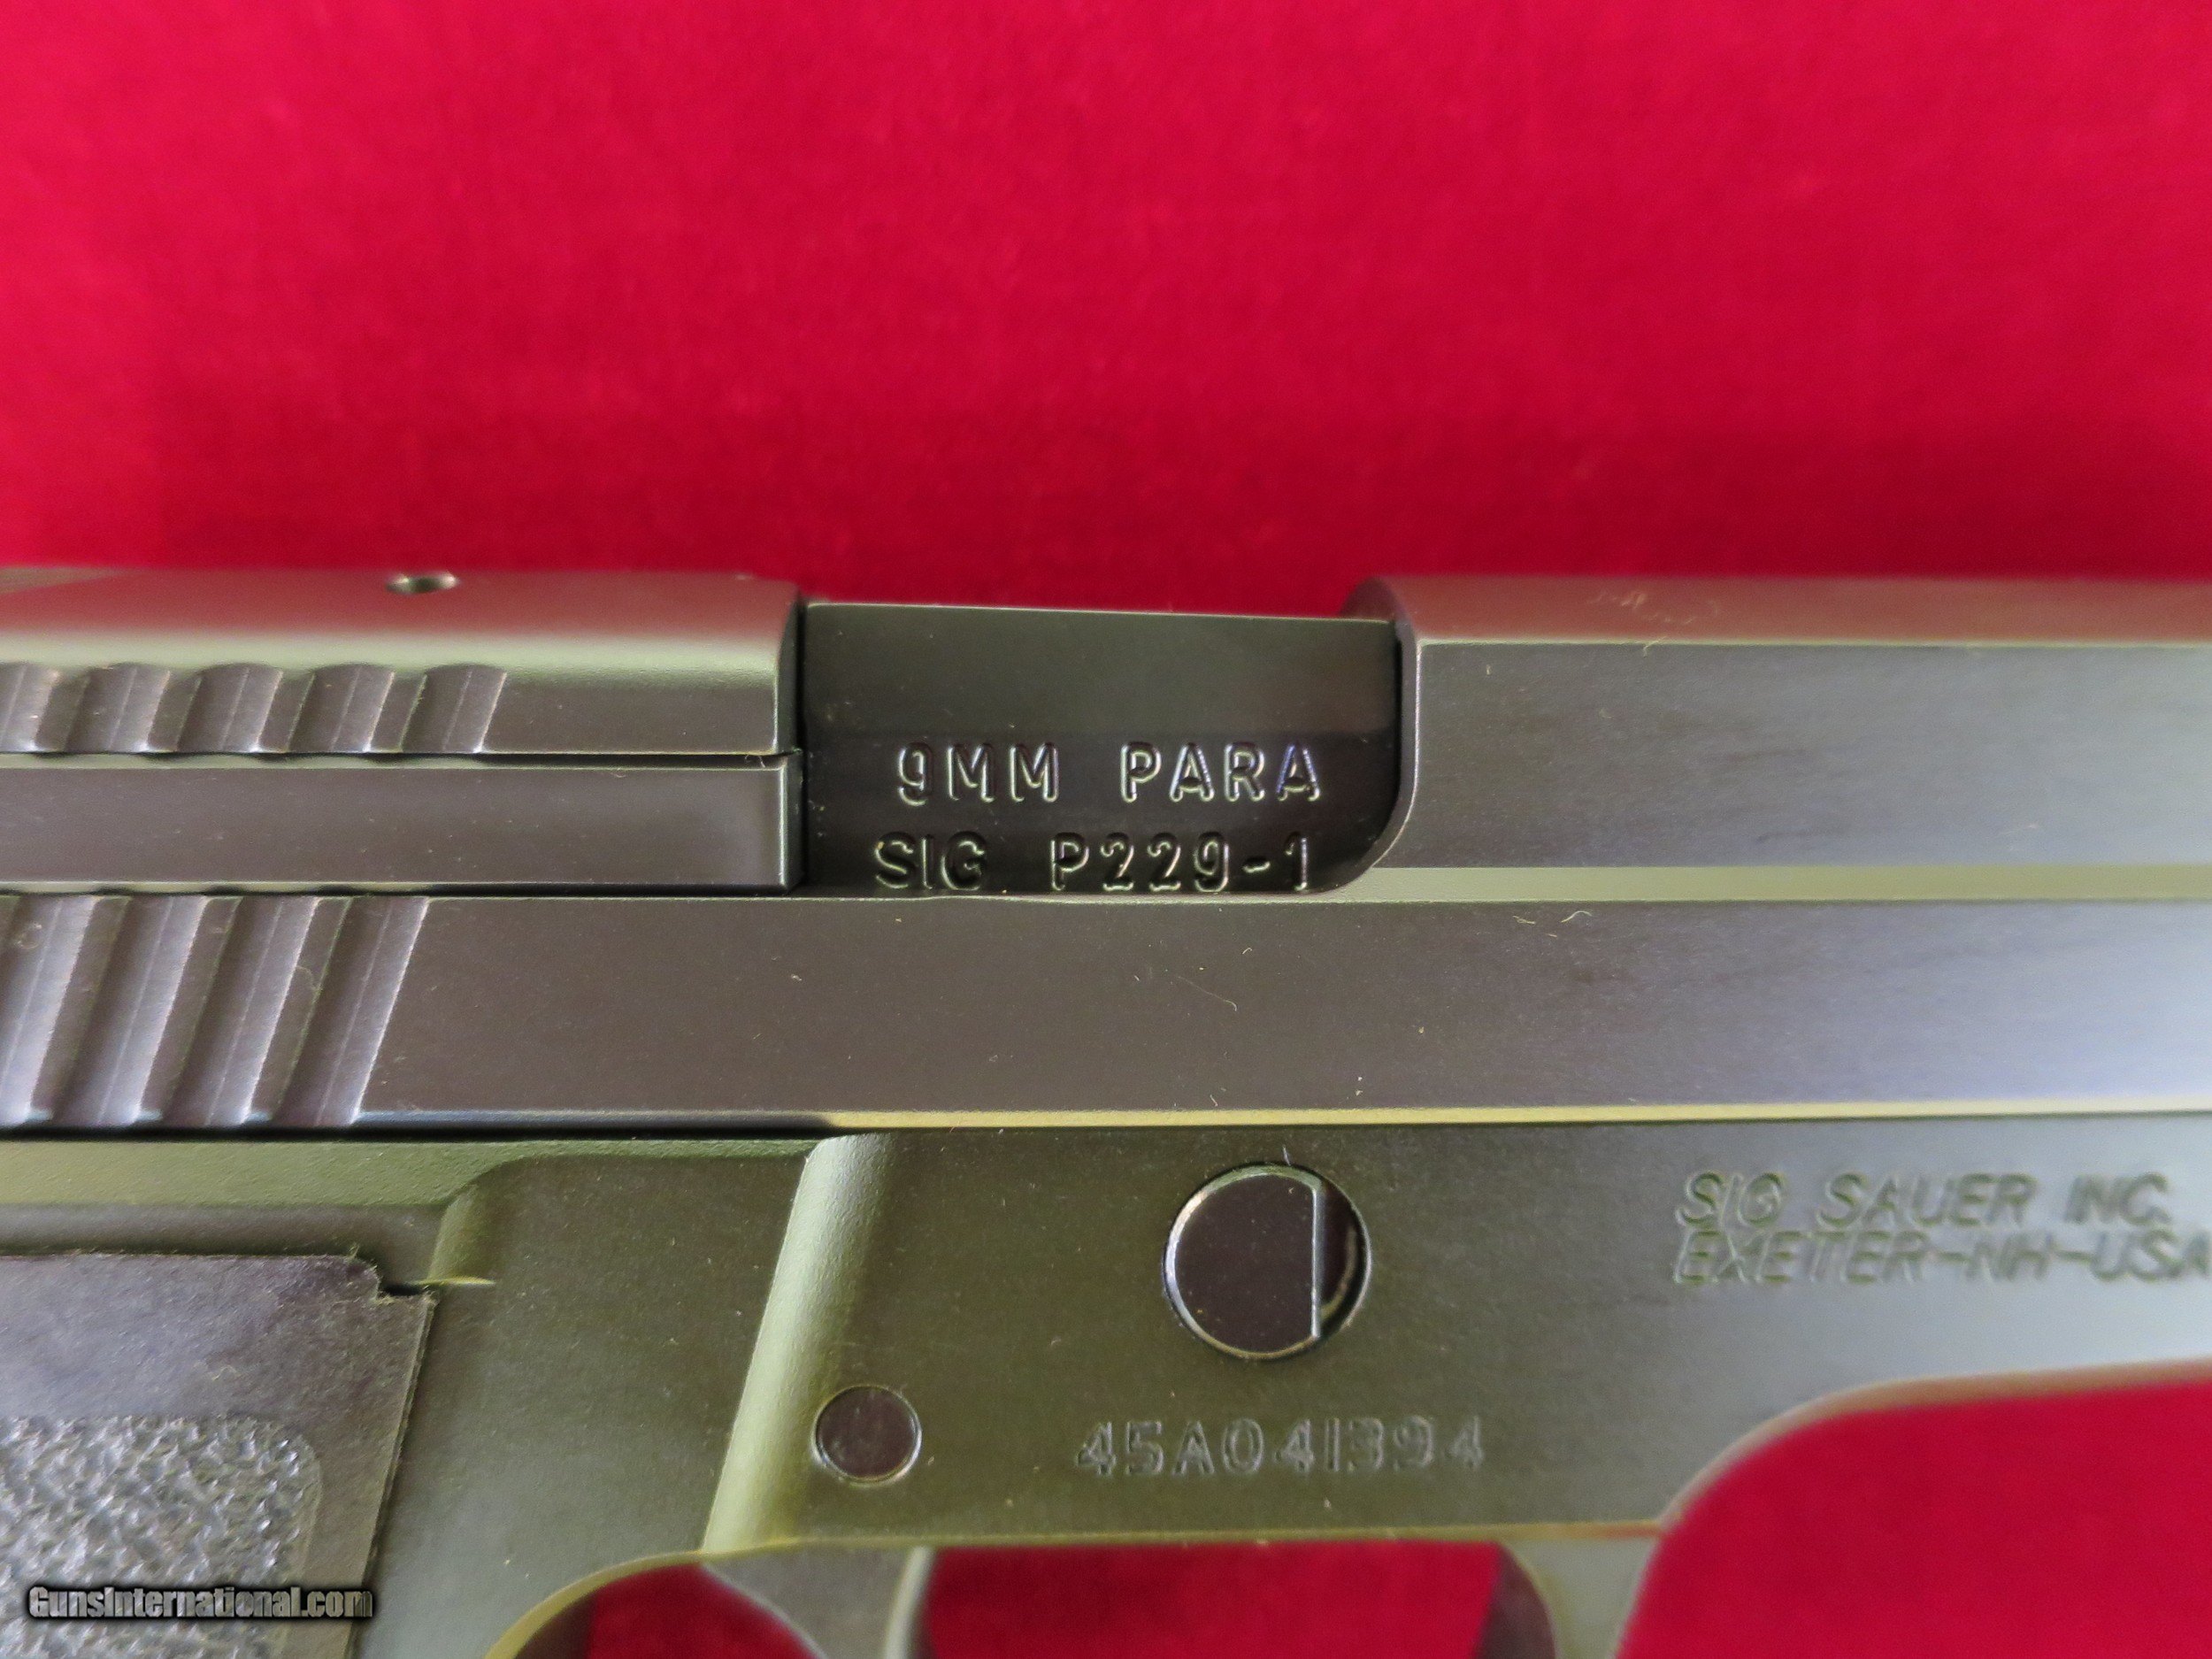 9MM PARA
SIG P229-1
SIG SAUER INC.
EXETER-NH-USA
45A041394
GunsInternational.com